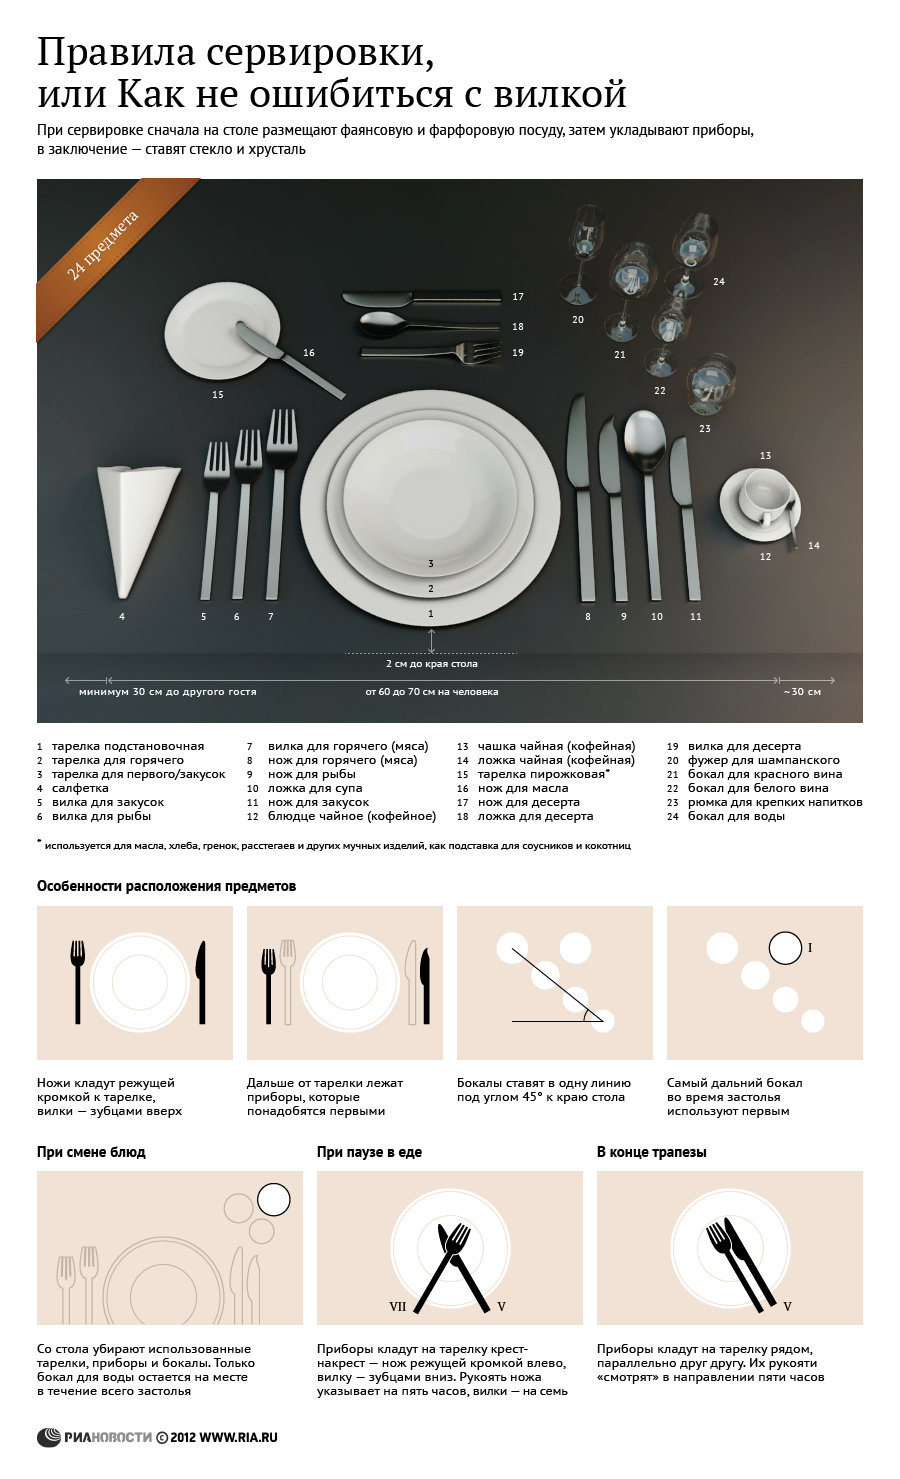 Правила сервировки,
или Как не ошибиться с вилкой
При сервировке сначала на столе размещают фаянсовую и фарфоровую посуду, затем укладывают приборы,
в заключение — ставят стекло и хрусталь
24 предмета
17
18
19
16
15
20
21
22
23
24
13
14
12
3
2
1
4
5
6
7
8
9
10
11
2 см до края стола
минимум 30 см до другого гостя
от 60 до 70 см на человека
~30 см
1 тарелка подстановочная
2 тарелка для горячего
3 тарелка для первого/закусок
4 салфетка
5 вилка для закусок
6 вилка для рыбы
7 вилка для горячего (мяса)
8 нож для горячего (мяса)
9 нож для рыбы
10 ложка для супа
11 нож для закусок
12 блюдце чайное (кофейное)
13 чашка чайная (кофейная)
14 ложка чайная (кофейная)
15 тарелка пирожковая*
16 нож для масла
17 нож для десерта
18 ложка для десерта
19 вилка для десерта
20 фужер для шампанского
21 бокал для красного вина
22 бокал для белого вина
23 рюмка для крепких напитков
24 бокал для воды
* используется для масла, хлеба, гренок, расстегаев и других мучных изделий, как подставка для соусников и кокотниц
Особенности расположения предметов
I
Ножи кладут режущей
кромкой к тарелке,
вилки — зубцами вверх
Дальше от тарелки лежат
приборы, которые
понадобятся первыми
Бокалы ставят в одну линию
под углом 45° к краю стола
Самый дальний бокал
во время застолья
используют первым
При смене блюд
Со стола убирают использованные
тарелки, приборы и бокалы. Только
бокал для воды остается на месте
в течение всего застолья
При паузе в еде
VII
V
Приборы кладут на тарелку крест-
накрест — нож режущей кромкой влево,
вилку — зубцами вниз. Рукоять ножа
указывает на пять часов, вилки — на семь
В конце трапезы
V
Приборы кладут на тарелку рядом,
параллельно друг другу. Их рукояти
«смотрят» в направлении пяти часов
РИАНОВОСТИ © 2012 WWW.RIA.RU